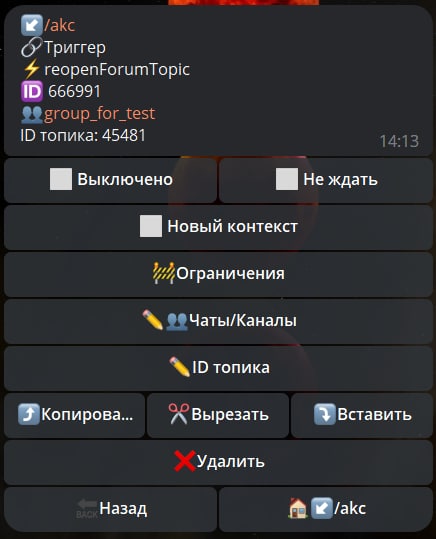 ↙️/akc
🔗Триггер
⚡reopenForumTopic
🆔 666991
👥group_for_test
ID топика: 45481
14:13
⬜ Выключено
⬜ Не ждать
⬜ Новый контекст
🚧Ограничения
✏️👥Чаты/Каналы
✏️ID топика
⤴️Копирова...
✂️Вырезать
⤵️Вставить
❌Удалить
🔙Назад
🏠↙️/akc